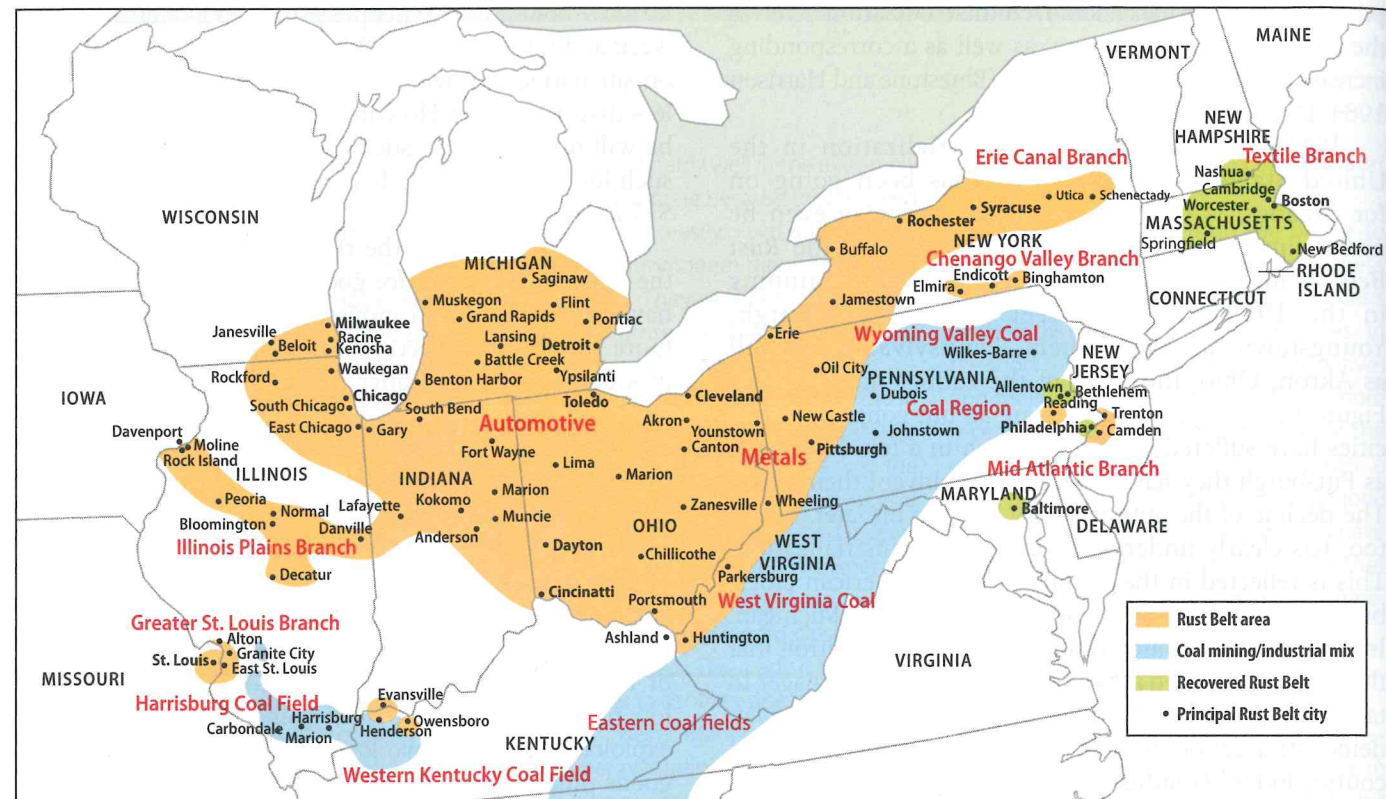 as well as a corresponding
Bluestone and Harrison
MAINE
VERMONT
NEW
HAMPSHIRE
Textile Branch
Erie Canal Branch
Nashua
Cambridge
Boston
Worcester
MASSACHUSETTS
Springfield
New Bedford
RHODE
ISLAND
CONNECTICUT
Utica
Schenectady
Syracuse
Rochester
NEW YORK
Buffalo
Chenango Valley Branch
Endicott
Binghamton
Elmira
Jamestown
WISCONSIN
MICHIGAN
Saginaw
Muskegon
Flint
Grand Rapids
Pontiac
Lansing
Detroit
Battle Creek
Ypsilanti
Benton Harbor
Janesville
Milwaukee
Racine
Beloit
Kenosha
Waukegan
Rockford
Chicago
South Chicago
East Chicago
Gary
South Bend
IOWA
Davenport
Moline
Rock Island
ILLINOIS
Peoria
Normal
Bloomington
Danville
Illinois Plains Branch
Decatur
Toledo
Automotive
Fort Wayne
INDIANA
Lafayette
Kokomo
Marion
Muncie
Anderson
Erie
Wyoming Valley Coal
Wilkes-Barre
Oil City
PENNSYLVANIA
NEW
JERSEY
Allentown
Bethlehem
Dubois
Reading
Coal Region
Trenton
Philadelphia
Camden
Johnstown
New Castle
Pittsburgh
Metals
Cleveland
Akron
Younstown
Canton
Lima
Marion
Zanesville
Wheeling
OHIO
Dayton
Chillicothe
Cincinatti
Portsmouth
Ashland
Huntington
Parkersburg
WEST
VIRGINIA
West Virginia Coal
Mid Atlantic Branch
MARYLAND
Baltimore
DELAWARE
VIRGINIA
Greater St. Louis Branch
Alton
Granite City
St. Louis
East St. Louis
MISSOURI
Harrisburg Coal Field
Evansville
Harrisburg
Owensboro
Carbondale
Henderson
Marion
KENTUCKY
Eastern coal fields
Western Kentucky Coal Field
Rust Belt area
Coal mining/industrial mix
Recovered Rust Belt
Principal Rust Belt city